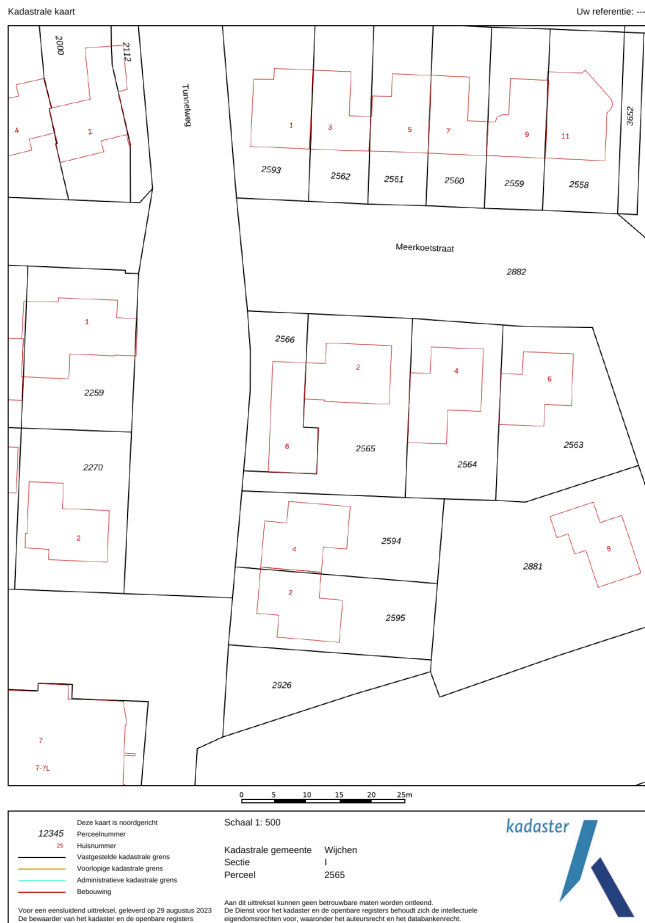 Kadastrale kaart
Uw referentie: ---
2000
2112
Tunnelweg
4
2
1
3
5
7
9
11
3652
2593
2562
2561
2560
2559
2558
Meerkoetstraat
2882
1
2566
2
4
6
2259
6
2565
2564
2563
2270
2
4
2594
8
2881
2
2595
2926
7
7-7L
0 5 10 15 20 25m
Deze kaart is noordgericht
12345 Perceelnummer
25 Huisnummer
Vastgestelde kadastrale grens
Voorlopige kadastrale grens
Administratieve kadastrale grens
Bebouwing
Voor een eensluidend uittreksel, geleverd op 29 augustus 2023
De bewaarder van het kadaster en de openbare registers
Schaal 1: 500
Kadastrale gemeente Wijchen
Sectie I
Perceel 2565
Aan dit uittreksel kunnen geen betrouwbare maten worden ontleend.
De Dienst voor het kadaster en de openbare registers behoudt zich de intellectuele
eigendomsrechten voor, waaronder het auteursrecht en het databankenrecht.
kadaster